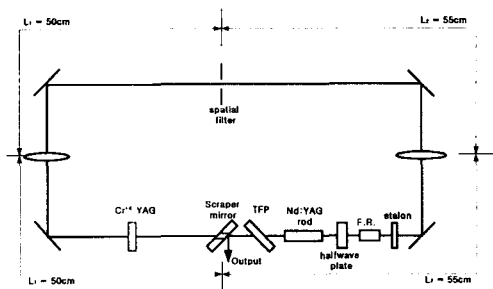 L₁ = 50cm
L₂ = 55cm
spatial
filter
Cr⁴⁺ YAG
Scraper
mirror
TFP
Nd:YAG
rod
halfwave
plate
F.R.
etalon
Output
L₁ = 50cm
L₁ = 55cm